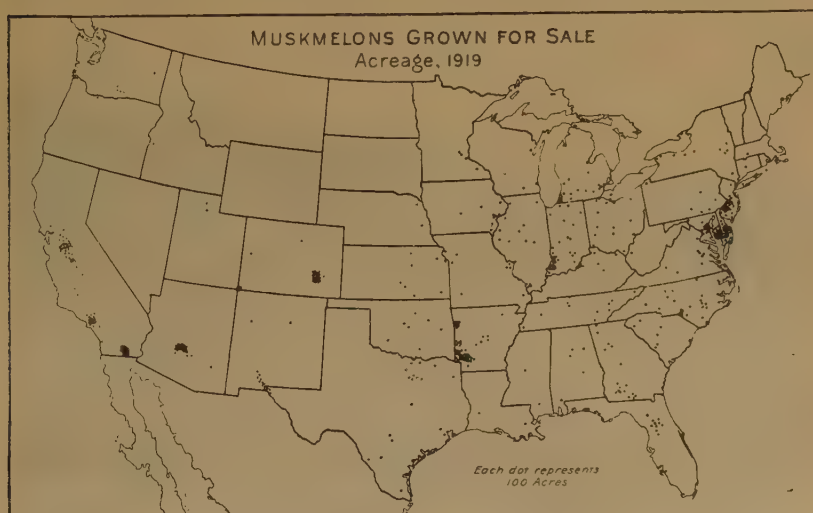 MUSKMELONS GROWN FOR SALE
Acreage, 1919
Each dot represents
100 Acres